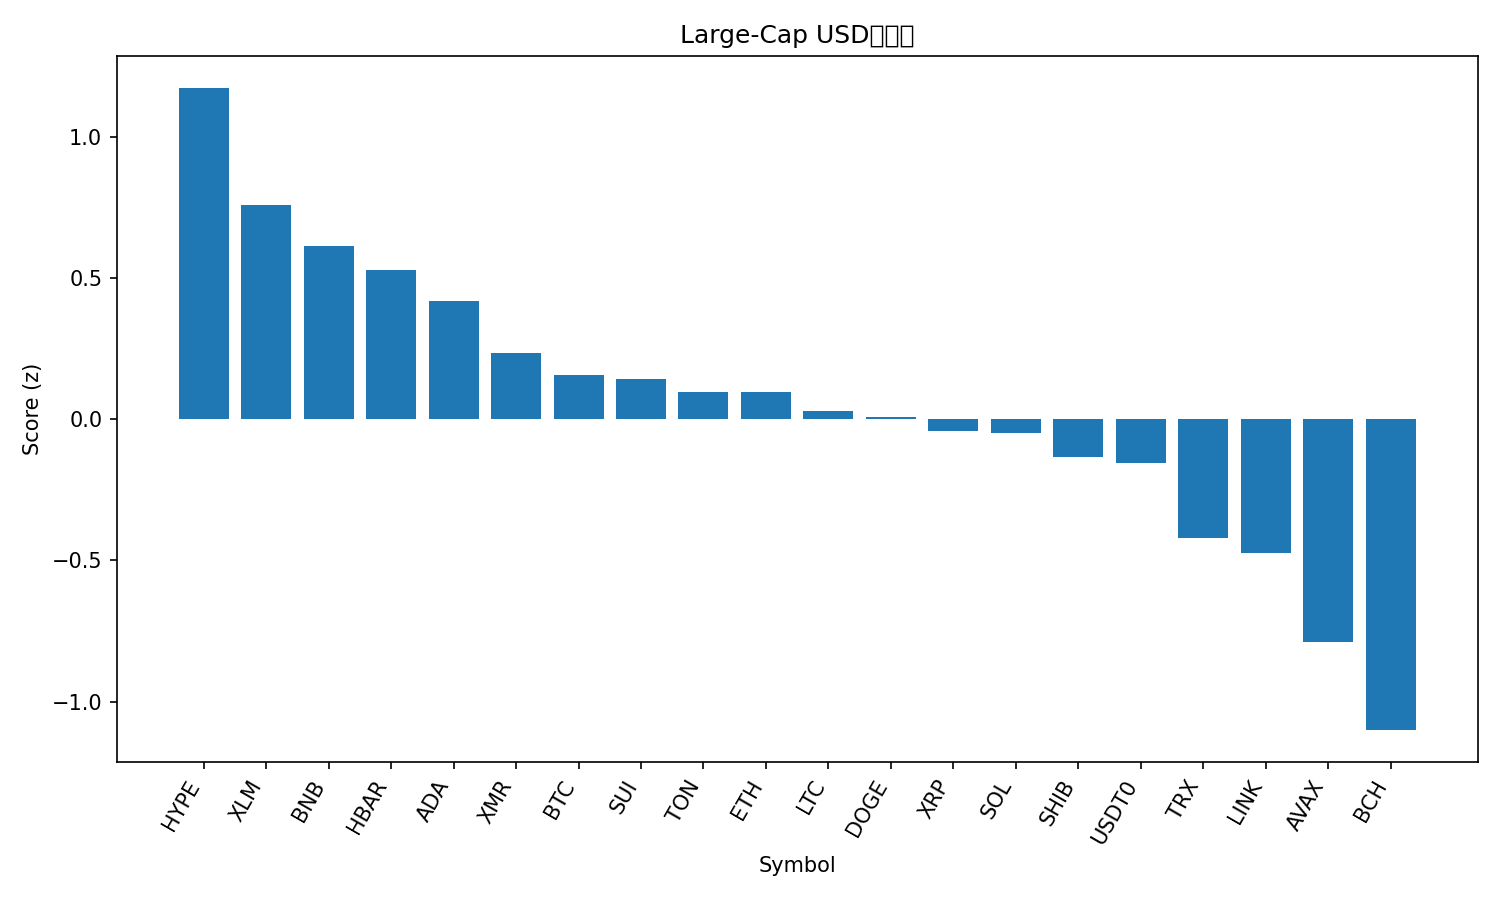 Large-Cap USD
Score (z)
1.0
0.5
0.0
−0.5
−1.0
HYPE
XLM
BNB
HBAR
ADA
XMR
BTC
SUI
TON
ETH
LTC
DOGE
XRP
SOL
SHIB
USDT0
TRX
LINK
AVAX
BCH
Symbol